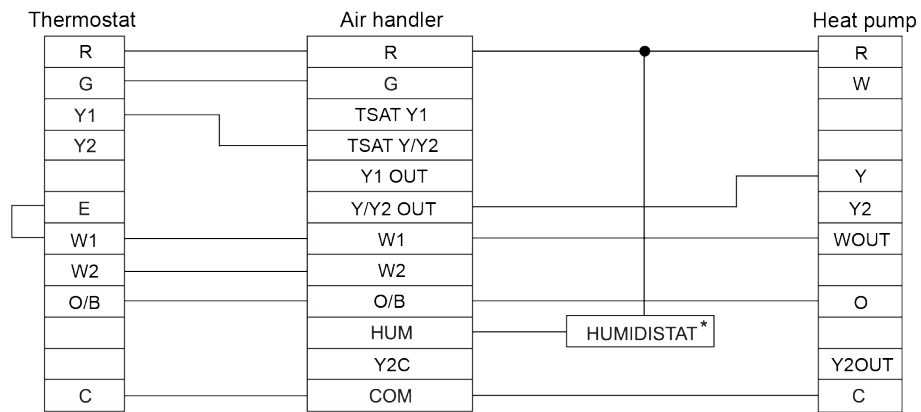 Thermostat Air handler Heat pump
R R R
G G W
Y1 TSAT Y1
Y2 TSAT Y/Y2
Y1 OUT Y
E Y/Y2 OUT Y2
W1 W1 WOUT
W2 W2
O/B O/B O
HUM HUMIDISTAT*
Y2C Y2OUT
C COM C